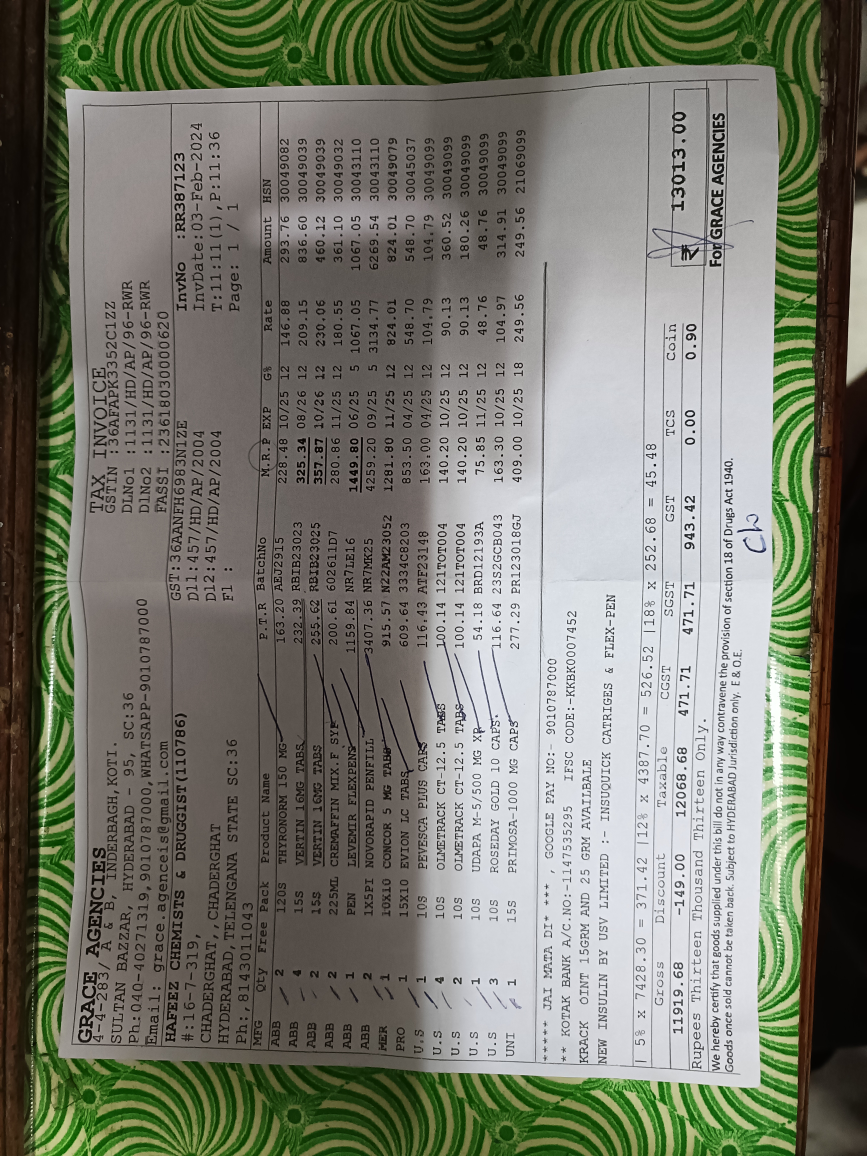 TAX INVOICE
GRACE AGENCIES
4-4-283/ A & B, INDERBAGH,KOTI.
SULTAN BAZZAR, HYDERABAD - 95, SC:36
Ph:040-40271319,9010787000,WHATSAPP-9010787000
Email: grace.agenceis@gmail.com
GSTIN :36AFAPK3352C1ZZ
DLNo1 :1131/HD/AP/96-RWR
DlNo2 :1131/HD/AP/96-RWR
FASSI :23618030000620
HAFEEZ CHEMISTS & DRUGGIST(110786)
#:16-7-319,
CHADERGHAT,,CHADERGHAT
HYDERABAD,TELENGANA STATE SC:36
Ph:,8143011043
GST:36AANFH6983N1ZE
Dl1:457/HD/AP/2004
Dl2:457/HD/AP/2004
Fl :
InvNo :RR387123
InvDate:03-Feb-2024
T:11:11(1),P:11:36
Page: 1 / 1
MFG Qty Free Pack Product Name P.T.R BatchNo M.R.P EXP G% Rate Amount HSN
ABB 2 120S THYRONORM 150 MG 163.20 AEJ2915 228.48 10/25 12 146.88 293.76 30049082
ABB 4 15S VERTIN 16MG TABS 232.39 RBIB23023 325.34 08/26 12 209.15 836.60 30049039
ABB 2 15S VERTIN 16MG TABS 255.62 RBIB23025 357.87 10/26 12 230.06 460.12 30049039
ABB 2 225ML CREMAFFIN MIX.F SYP 200.61 602611D7 280.86 11/25 12 180.55 361.10 30049032
ABB 1 PEN LEVEMIR FLEXPENS 1159.84 NR7LE16 1449.80 06/25 5 1067.05 1067.05 30043110
ABB 2 1X5PI NOVORAPID PENFILL 3407.36 NR7MK25 4259.20 09/25 5 3134.77 6269.54 30043110
MER 1 10X10 CONCOR 5 MG TABS 915.57 N22AM23052 1281.80 11/25 12 824.01 824.01 30049079
PRO 1 15X10 EVION LC TABS 609.64 3334C8203 853.50 04/25 12 548.70 548.70 30045037
U.S 1 10S PEVESCA PLUS CAPS 116.43 ATF23148 163.00 04/25 12 104.79 104.79 30049099
U.S 4 10S OLMETRACK CT-12.5 TABS 100.14 121TOT004 140.20 10/25 12 90.13 360.52 30049099
U.S 2 10S OLMETRACK CT-12.5 TABS 100.14 121TOT004 140.20 10/25 12 90.13 180.26 30049099
U.S 1 10S UDAPA M-5/500 MG XR 54.18 BRD12193A 75.85 11/25 12 48.76 48.76 30049099
U.S 3 10S ROSEDAY GOLD 10 CAPS. 116.64 23S2GCB043 163.30 10/25 12 104.97 314.91 30049099
UNI 1 15S PRIMOSA-1000 MG CAPS 277.29 PR123018GJ 409.00 10/25 18 249.56 249.56 21069099
***** JAI MATA DI* *** , GOOGLE PAY NO:- 9010787000
** KOTAK BANK A/C.NO:-1147535295 IFSC CODE:-KKBK0007452
KRACK OINT 15GRM AND 25 GRM AVAILBALE
NEW INSULIN BY USV LIMITED :- INSUQUICK CATRIGES & FLEX-PEN
| 5% x 7428.30 = 371.42 |12% x 4387.70 = 526.52 |18% x 252.68 = 45.48
Gross Discount Taxable CGST SGST GST TCS Coin
11919.68 -149.00 12068.68 471.71 471.71 943.42 0.00 0.90
₹ 13013.00
Rupees Thirteen Thousand Thirteen Only.
We hereby certify that goods supplied under this bill do not in any way contravene the provision of section 18 of Drugs Act 1940.
Goods once sold cannot be taken back. Subject to HYDERABAD Jurisdiction only. E & O.E.
For GRACE AGENCIES